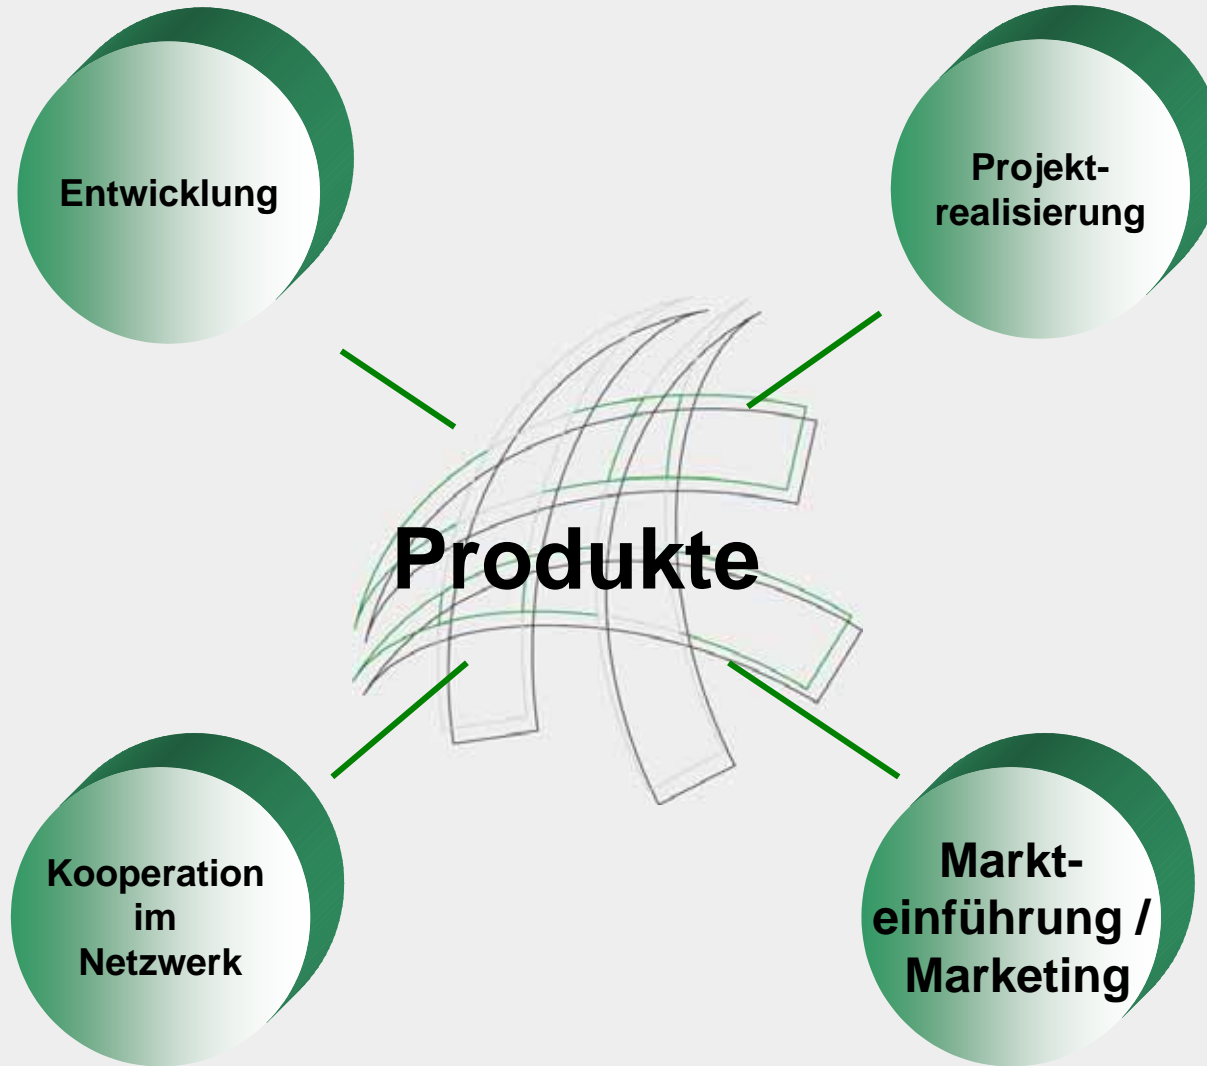 Entwicklung
Projekt-
realisierung
Produkte
Kooperation
im
Netzwerk
Markt-
einführung /
Marketing